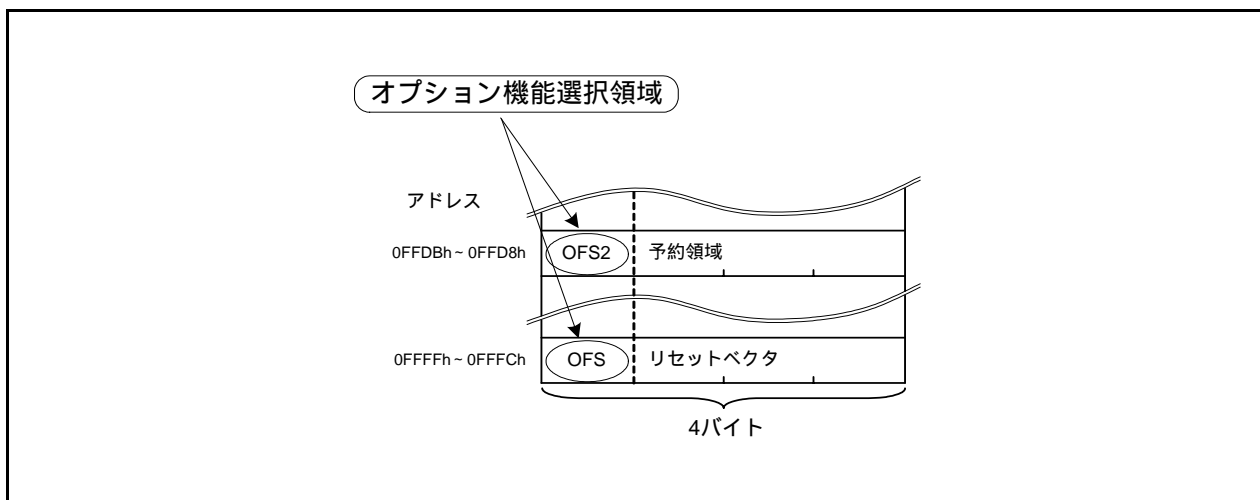 オプション機能選択領域
アドレス
0FFDBh~0FFD8h
OFS2
予約領域
0FFFFh~0FFFCh
OFS
リセットベクタ
4バイト